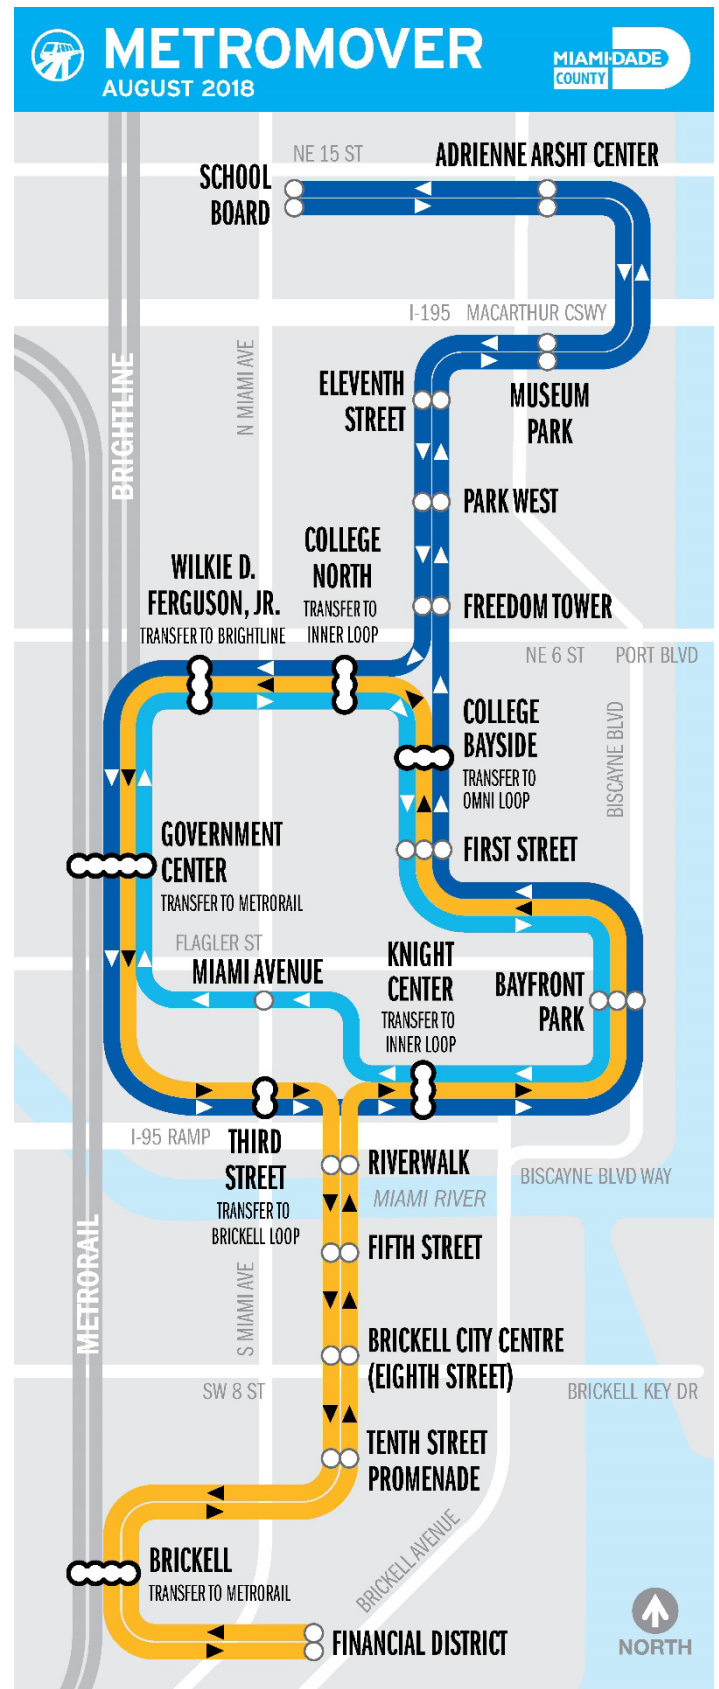 METROMOVER
AUGUST 2018
MIAMI-DADE
COUNTY
NE 15 ST
ADRIENNE ARSHT CENTER
SCHOOL
BOARD
I-195 MACARTHUR CSWY
N MIAMI AVE
BRIGHTLINE
ELEVENTH
STREET
MUSEUM
PARK
PARK WEST
COLLEGE
NORTH
TRANSFER TO
INNER LOOP
WILKIE D.
FERGUSON, JR.
TRANSFER TO BRIGHTLINE
FREEDOM TOWER
NE 6 ST
PORT BLVD
BISCAYNE BLVD
COLLEGE
BAYSIDE
TRANSFER TO
OMNI LOOP
GOVERNMENT
CENTER
TRANSFER TO METRORAIL
FIRST STREET
FLAGLER ST
MIAMI AVENUE
KNIGHT
CENTER
TRANSFER TO
INNER LOOP
BAYFRONT
PARK
I-95 RAMP
THIRD
STREET
TRANSFER TO
BRICKELL LOOP
RIVERWALK
MIAMI RIVER
BISCAYNE BLVD WAY
METRORAIL
S MIAMI AVE
FIFTH STREET
BRICKELL CITY CENTRE
(EIGHTH STREET)
SW 8 ST
BRICKELL KEY DR
TENTH STREET
PROMENADE
BRICKELL AVENUE
BRICKELL
TRANSFER TO METRORAIL
FINANCIAL DISTRICT
NORTH